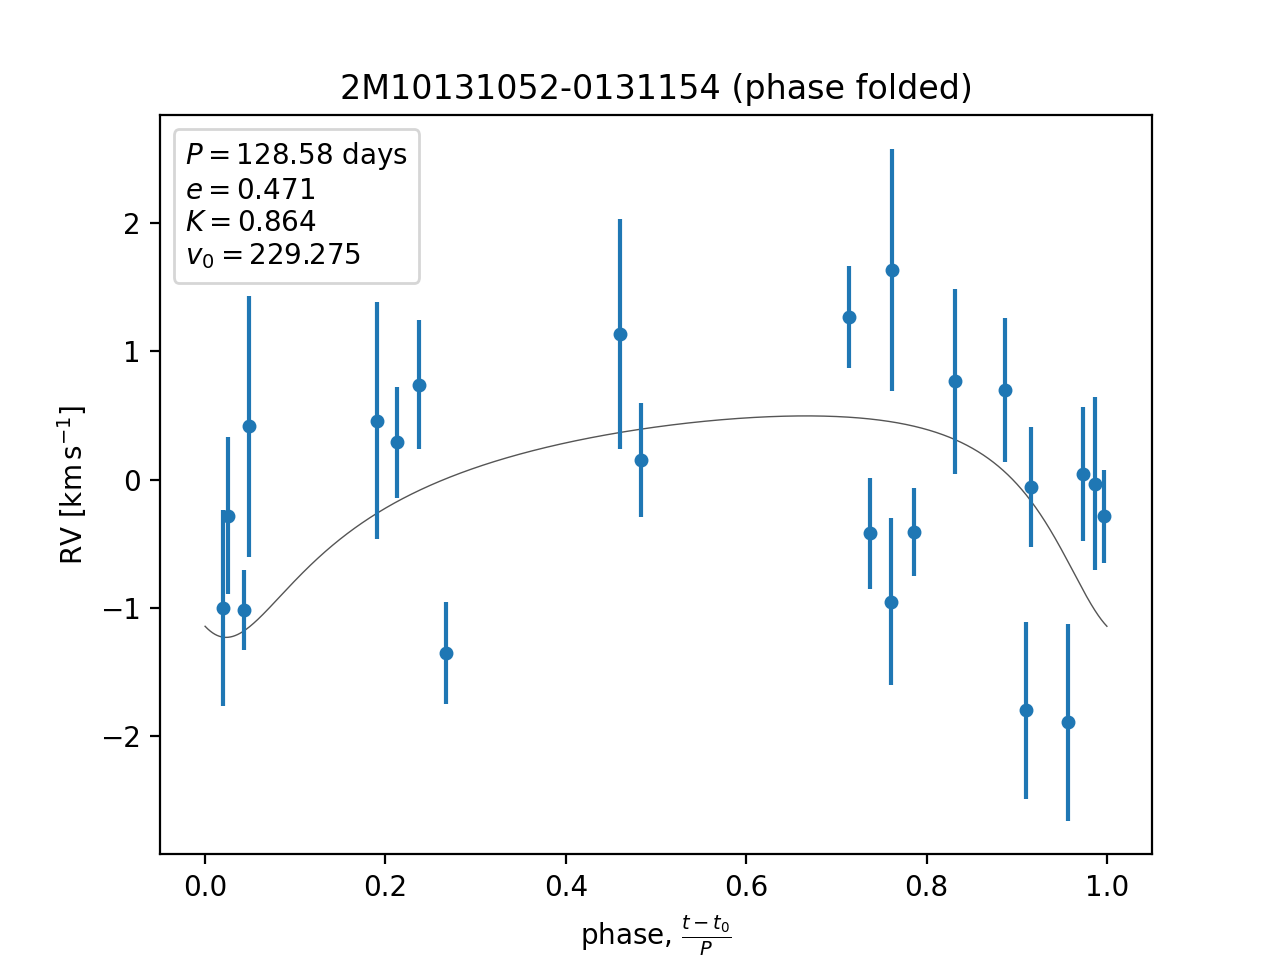 2M10131052-0131154 (phase folded)
P = 128.58 days
e = 0.471
K = 0.864
v₀ = 229.275
2
1
0
−1
−2
RV [km s⁻¹]
0.0 0.2 0.4 0.6 0.8 1.0
phase, (t − t₀)/P